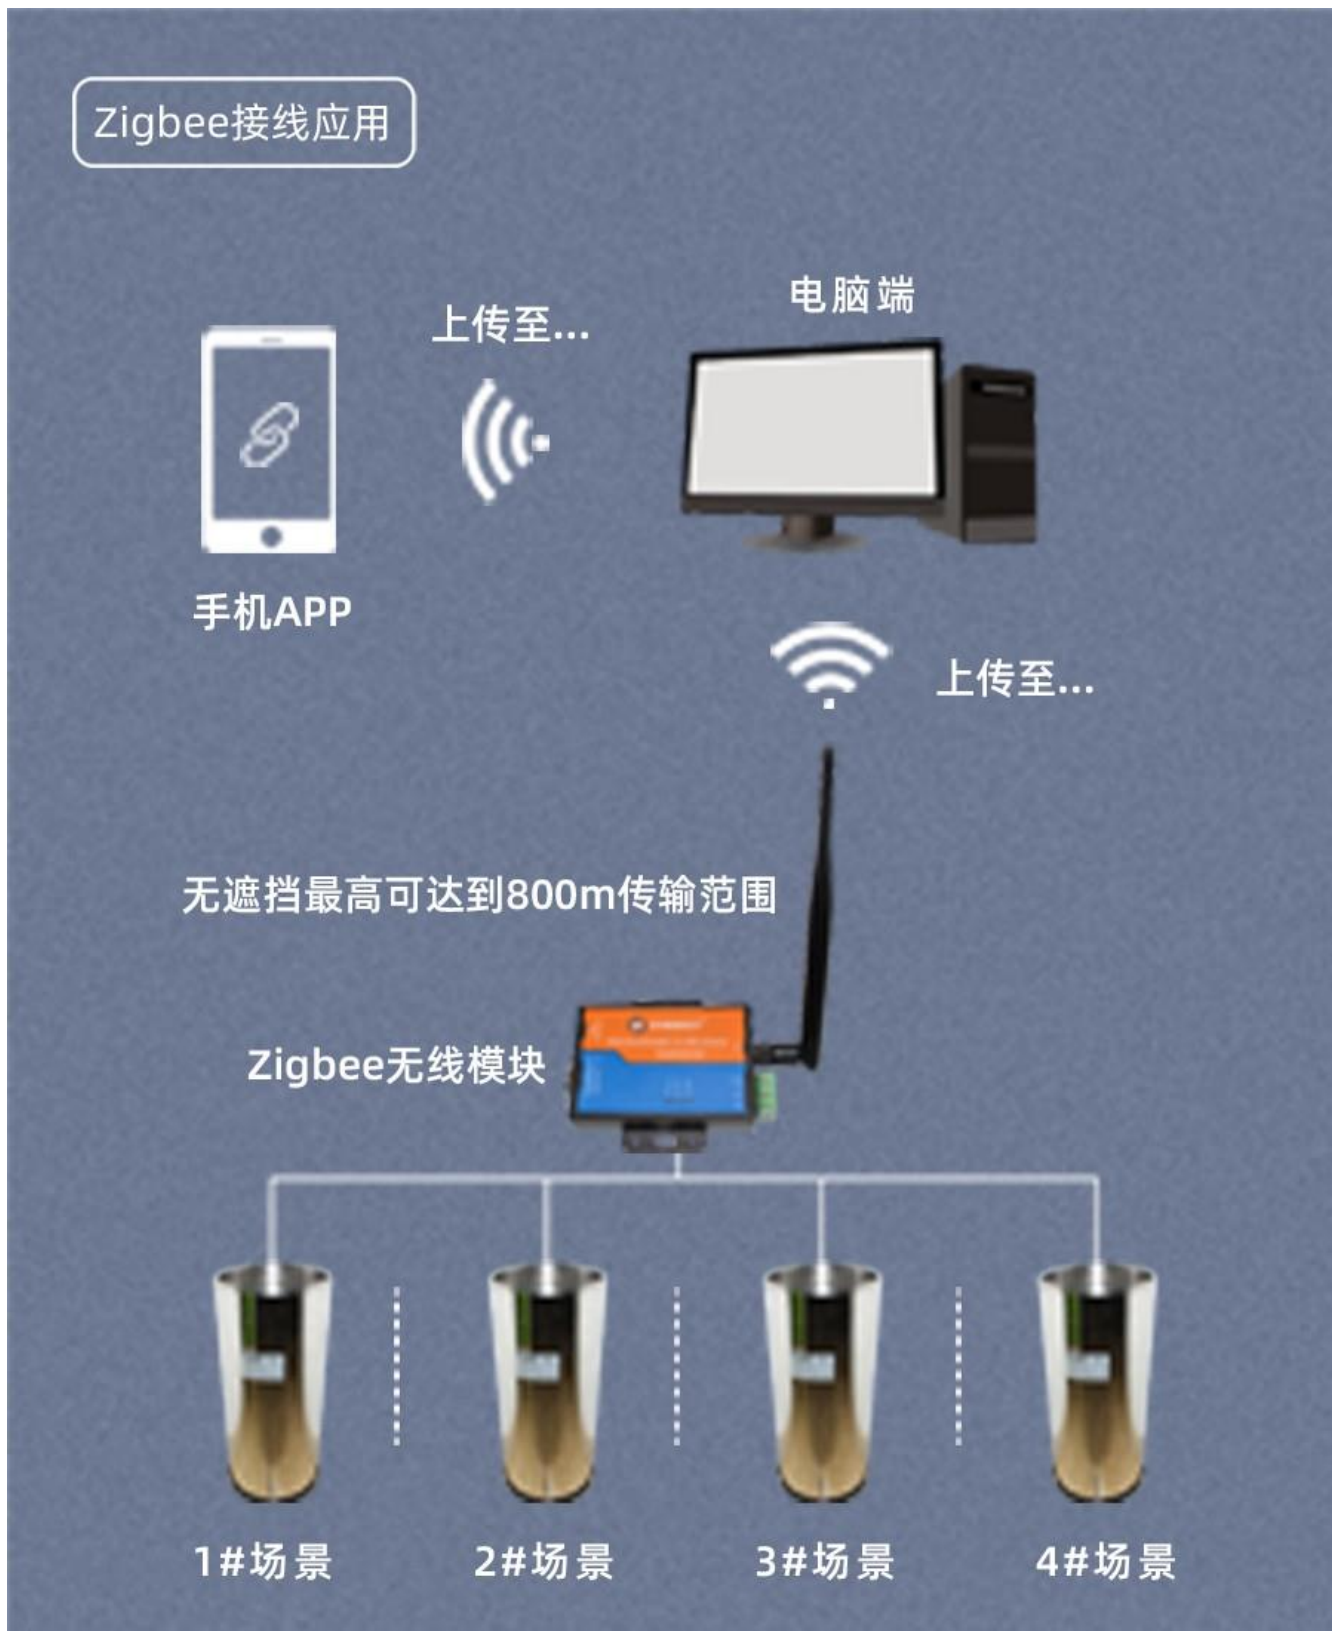 Zigbee接线应用
电脑端
上传至...
手机APP
上传至...
无遮挡最高可达到800m传输范围
Zigbee无线模块
1#场景
2#场景
3#场景
4#场景